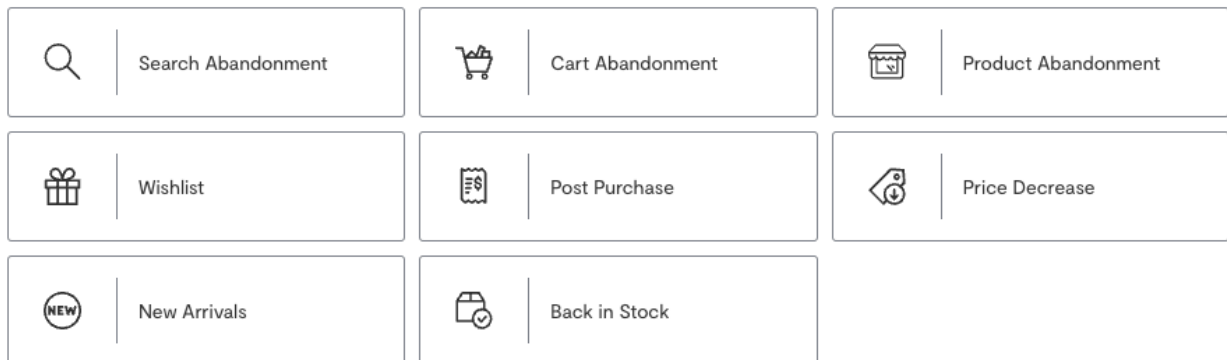 Search Abandonment
Cart Abandonment
Product Abandonment
Wishlist
$
Post Purchase
Price Decrease
NEW
New Arrivals
Back in Stock